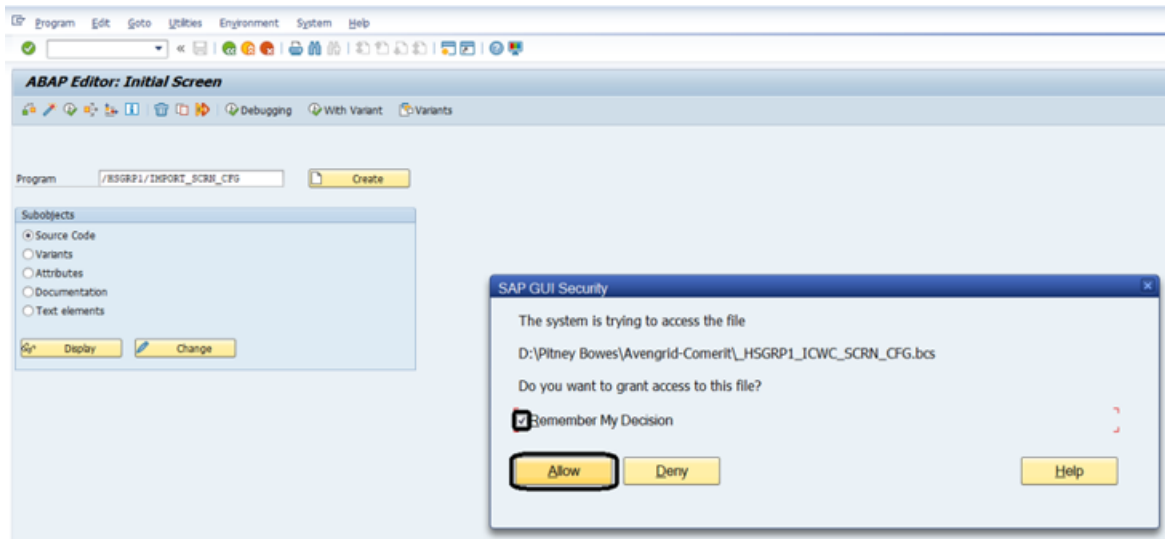 Program Edit Goto Utilities Environment System Help
ABAP Editor: Initial Screen
Debugging With Variant Variants
Program /HSGRP1/IMPORT_SCRN_CFG Create
Subobjects
Source Code
Variants
Attributes
Documentation
Text elements
Display Change
SAP GUI Security
The system is trying to access the file
D:\Pitney Bowes\Avengrid-Comerit\_HSGRP1_ICWC_SCRN_CFG.bcs
Do you want to grant access to this file?
Remember My Decision
Allow Deny Help